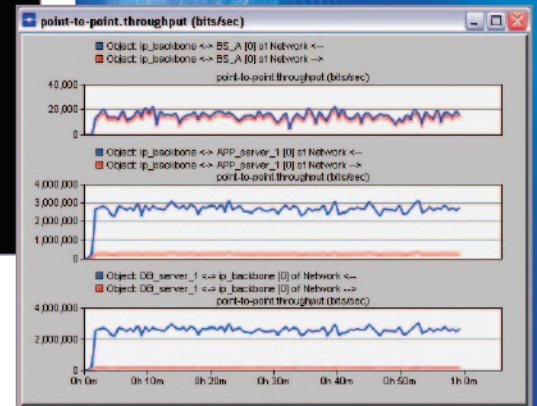 point-to-point.throughput (bits/sec)
Object: ip_backbone <-> BS_A [0] of Network <--
Object: ip_backbone <-> BS_A [0] of Network -->
point-to-point.throughput (bits/sec)
40,000
20,000
0
Object: ip_backbone <-> APP_server_1 [0] of Network <--
Object: ip_backbone <-> APP_server_1 [0] of Network -->
point-to-point.throughput (bits/sec)
4,000,000
3,000,000
2,000,000
1,000,000
0
Object: DB_server_1 <-> ip_backbone [0] of Network <--
Object: DB_server_1 <-> ip_backbone [0] of Network -->
point-to-point.throughput (bits/sec)
4,000,000
2,000,000
0
0h 0m 0h 10m 0h 20m 0h 30m 0h 40m 0h 50m 1h 0m